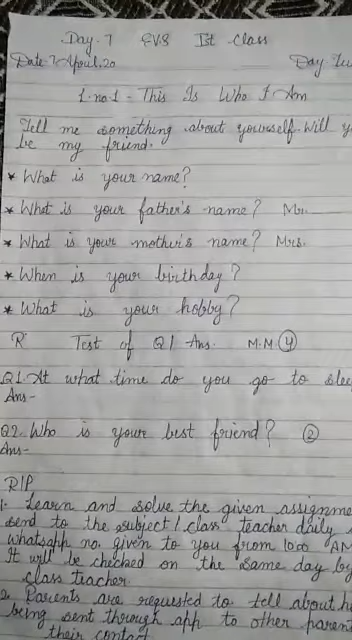 Day-7 EVS Ist Class
Date 7 April, 20 Day Tu
L.no.1 - This Is Who I Am
Tell me something about yourself. Will y
be my friend.
* What is your name?
* What is your father's name? Mr.
* What is your mother's name? Mrs.
* When is your birthday?
* What is your hobby?
R Test of Q1 Ans. M.M. 4
Q1. At what time do you go to slee
Ans-
Q2. Who is your best friend? 2
Ans-
R/P
1. Learn and solve the given assignme
send to the subject/class teacher daily
whatsapp no. given to you from 10:00 AM
It will be checked on the same day by
class teacher.
2. Parents are requested to tell about h
being sent through app to other paren
their contact